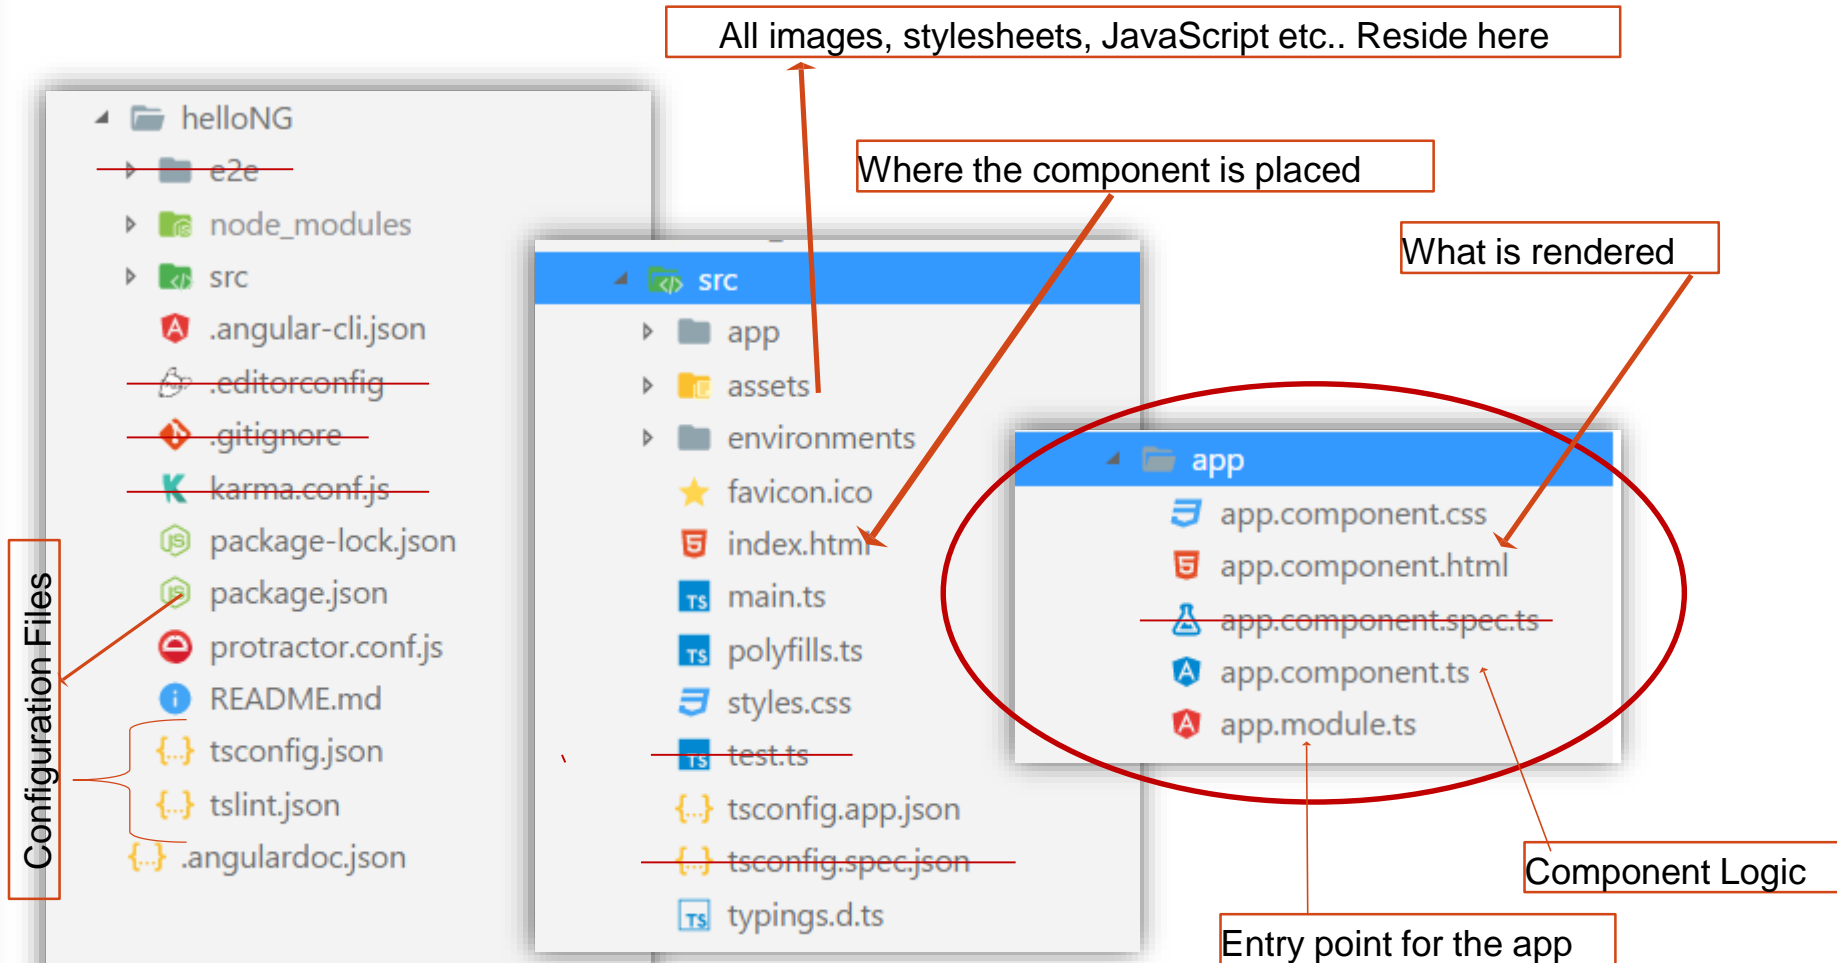 All images, stylesheets, JavaScript etc.. Reside here
Where the component is placed
What is rendered
helloNG
e2e
node_modules
src
.angular-cli.json
.editorconfig
.gitignore
karma.conf.js
package-lock.json
package.json
protractor.conf.js
README.md
tsconfig.json
tslint.json
.angulardoc.json
Configuration Files
src
app
assets
environments
favicon.ico
index.html
main.ts
polyfills.ts
styles.css
test.ts
tsconfig.app.json
tsconfig.spec.json
typings.d.ts
app
app.component.css
app.component.html
app.component.spec.ts
app.component.ts
app.module.ts
Component Logic
Entry point for the app